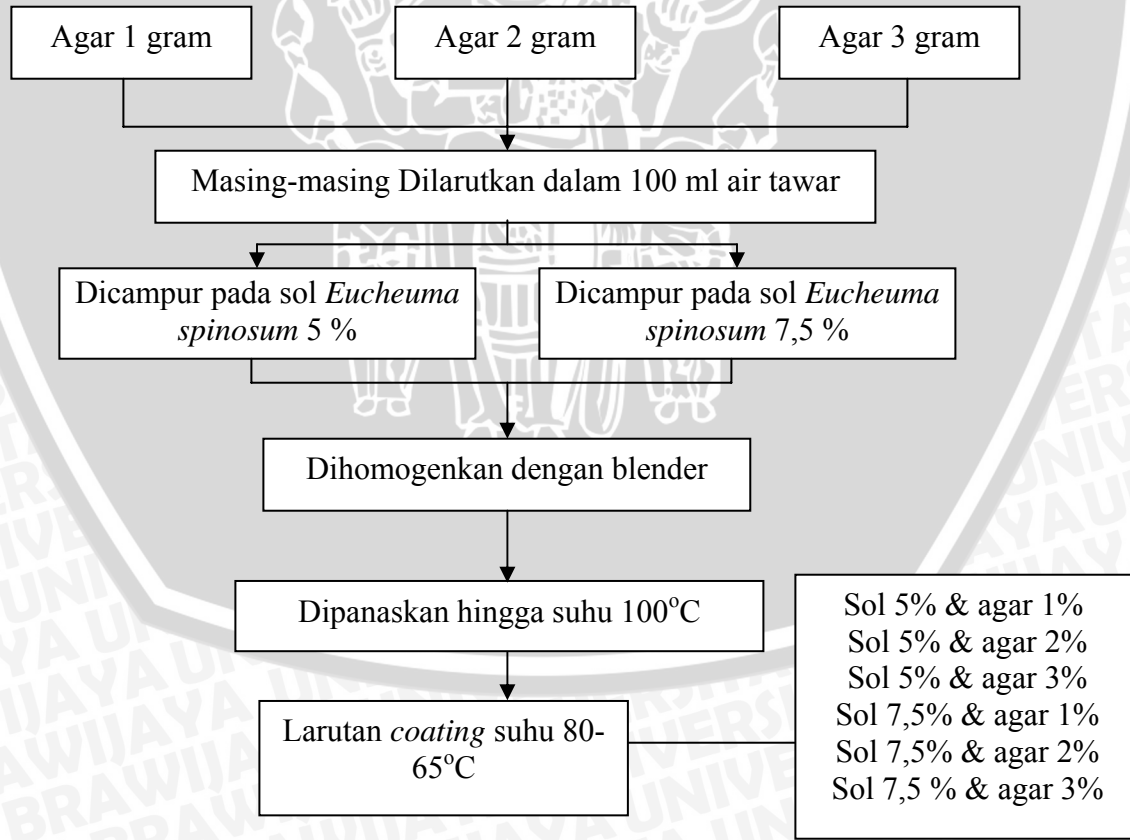 Agar 1 gram
Agar 2 gram
Agar 3 gram
Masing-masing Dilarutkan dalam 100 ml air tawar
Dicampur pada sol Eucheuma
spinosum 5 %
Dicampur pada sol Eucheuma
spinosum 7,5 %
Dihomogenkan dengan blender
Dipanaskan hingga suhu 100°C
Larutan coating suhu 80-
65°C
Sol 5% & agar 1%
Sol 5% & agar 2%
Sol 5% & agar 3%
Sol 7,5% & agar 1%
Sol 7,5% & agar 2%
Sol 7,5 % & agar 3%